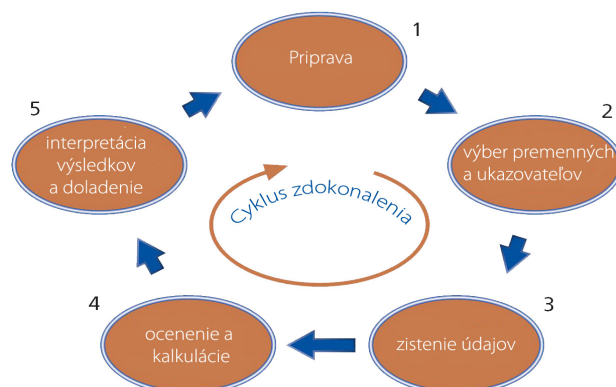 1
Priprava
2
výber premenných
a ukazovateľov
3
zistenie údajov
4
ocenenie a
kalkulácie
5
interpretácia
výsledkov
a doladenie
Cyklus zdokonalenia